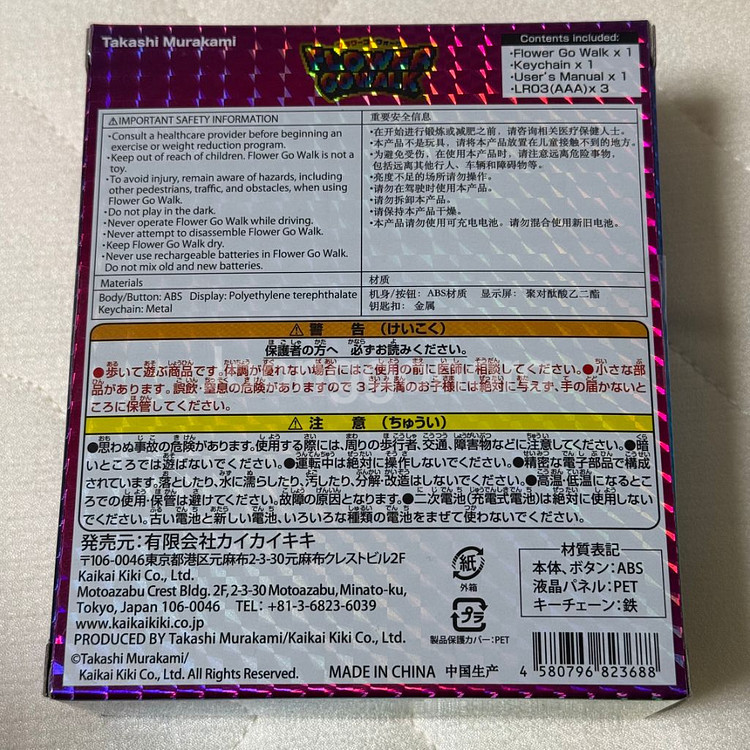 Takashi Murakami
フラワーゴーウォーク
FLOWER
GOWALK
Contents included:
・Flower Go Walk x 1
・Keychain x 1
・User's Manual x 1
・LR03(AAA)x 3
⚠IMPORTANT SAFETY INFORMATION
・Consult a healthcare provider before beginning an
exercise or weight reduction program.
・Keep out of reach of children. Flower Go Walk is not a
toy.
・To avoid injury, remain aware of hazards, including
other pedestrians, traffic, and obstacles, when using
Flower Go Walk.
・Do not play in the dark.
・Never operate Flower Go Walk while driving.
・Never attempt to disassemble Flower Go Walk.
・Keep Flower Go Walk dry.
・Never use rechargeable batteries in Flower Go Walk.
Do not mix old and new batteries.
重要安全信息
・在开始进行锻炼或减肥之前，请咨询相关医疗保健人士。
・本产品不是玩具，请将本产品放置在儿童接触不到的地方。
・为避免受伤，在使用本产品时，请注意远离危险事物，
包括远离其他行人、车辆和障碍物等。
・亮度不足的场所请勿操作。
・请勿在驾驶时使用本产品。
・请勿拆卸本产品。
・请保持本产品干燥。
・本产品请勿使用可充电电池，请勿混合使用新旧电池。
Materials
Body/Button: ABS Display: Polyethylene terephthalate
Keychain: Metal
材质
机身/按钮: ABS材质 显示屏: 聚对酞酸乙二酯
钥匙扣: 金属
⚠警 告（けいこく）
保護者の方へ 必ずお読みください。
●歩いて遊ぶ商品です。体調が優れない場合にはご使用の前に医師に相談してください。●小さな部
品があります。誤飲、窒息の危険がありますので3才未満のお子様には絶対に与えず、手の届かないと
ころに保管してください。
⚠注 意（ちゅうい）
●思わぬ事故の危険があります。使用する際には、周りの歩行者、交通、障害物などに注意してください。●暗
いところでは遊ばないでください。●運転中は絶対に操作しないでください。●精密な電子部品で構成
されています。落としたり、水に濡らしたり、汚したり、分解・改造はしないでください。●高温・低温になるところ
での使用・保管は避けてください。故障の原因となります。●二次電池（充電式電池）は絶対に使用しない
でください。古い電池と新しい電池、いろいろな種類の電池をまぜて使わないでください。
発売元：有限会社カイカイキキ
〒106-0046東京都港区元麻布2-3-30元麻布クレストビル2F
Kaikai Kiki Co., Ltd.
Motoazabu Crest Bldg. 2F, 2-3-30 Motoazabu, Minato-ku,
Tokyo, Japan 106-0046 TEL： +81-3-6823-6039
www.kaikaikiki.co.jp
PRODUCED BY Takashi Murakami/Kaikai Kiki Co., Ltd.
©Takashi Murakami/
Kaikai Kiki Co., Ltd. All Rights Reserved.
MADE IN CHINA 中国生产
紙
外箱
プラ
製品保護カバー：PET
材質表記
本体、ボタン：ABS
液晶パネル：PET
キーチェーン：鉄
4 580796 823688